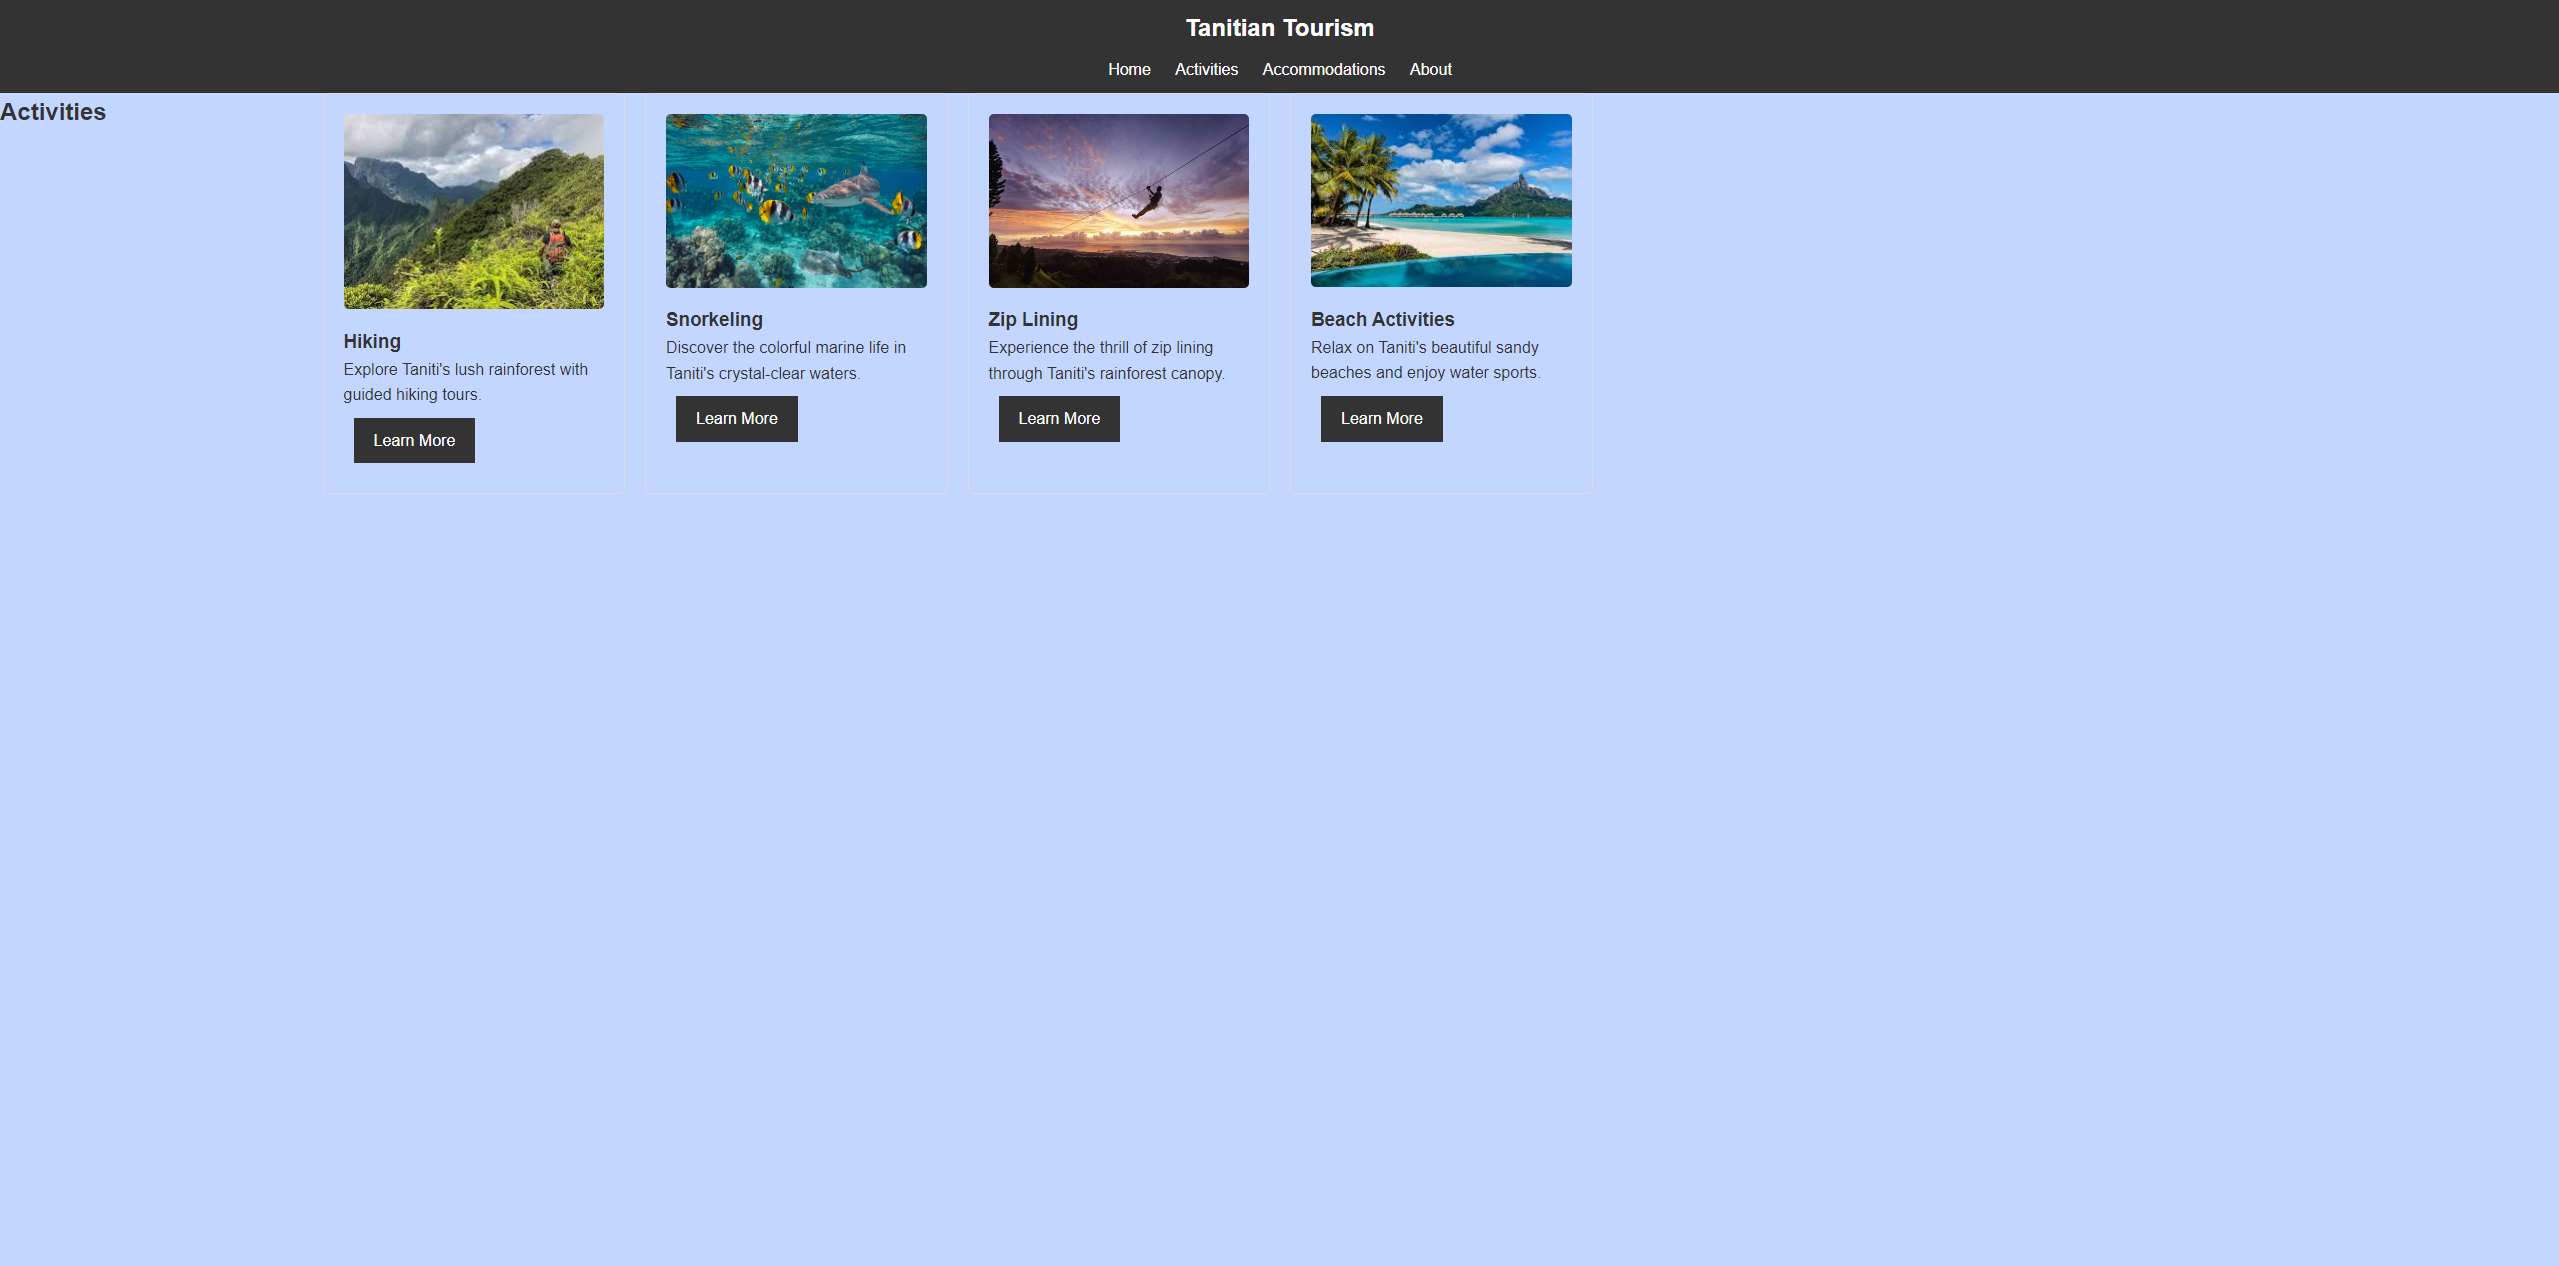 Tanitian Tourism
Home Activities Accommodations About
Activities
Hiking
Explore Taniti's lush rainforest with
guided hiking tours.
Learn More
Snorkeling
Discover the colorful marine life in
Taniti's crystal-clear waters.
Learn More
Zip Lining
Experience the thrill of zip lining
through Taniti's rainforest canopy.
Learn More
Beach Activities
Relax on Taniti's beautiful sandy
beaches and enjoy water sports.
Learn More